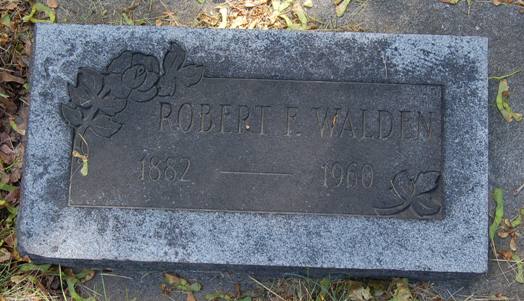 ROBERT F. WALDEN
1882 — 1960